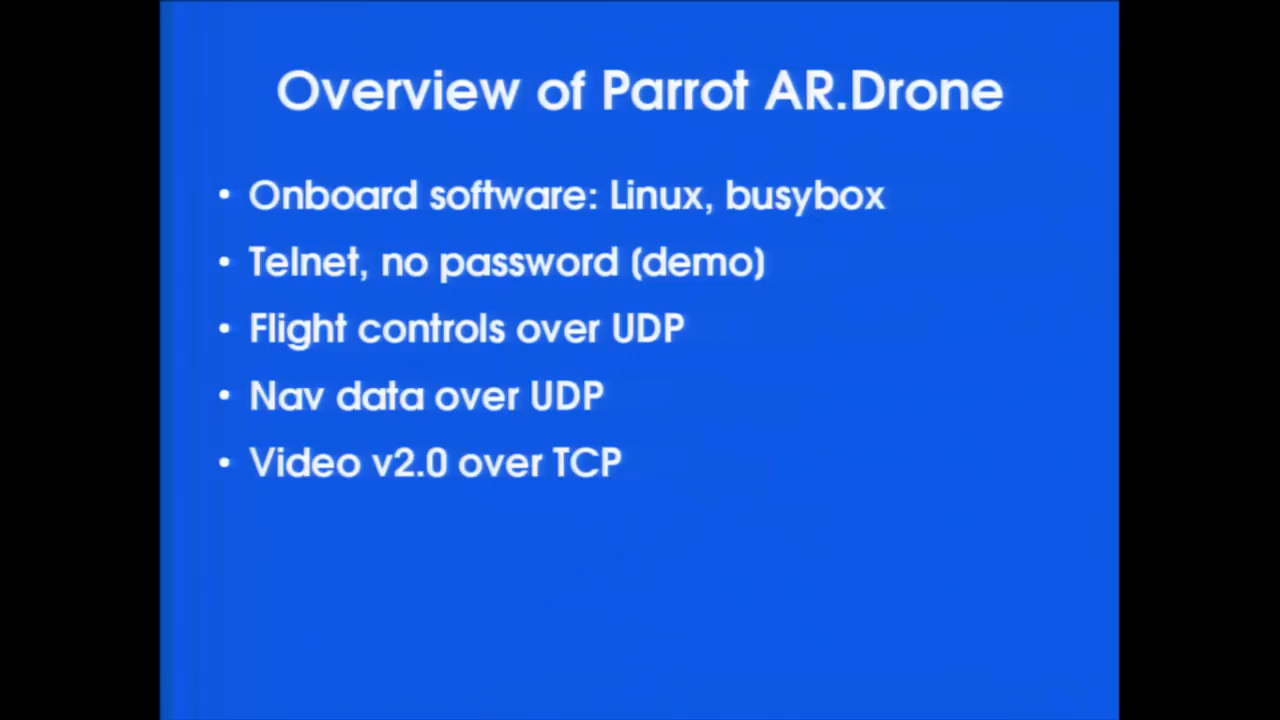 Overview of Parrot AR.Drone
• Onboard software: Linux, busybox
• Telnet, no password (demo)
• Flight controls over UDP
• Nav data over UDP
• Video v2.0 over TCP